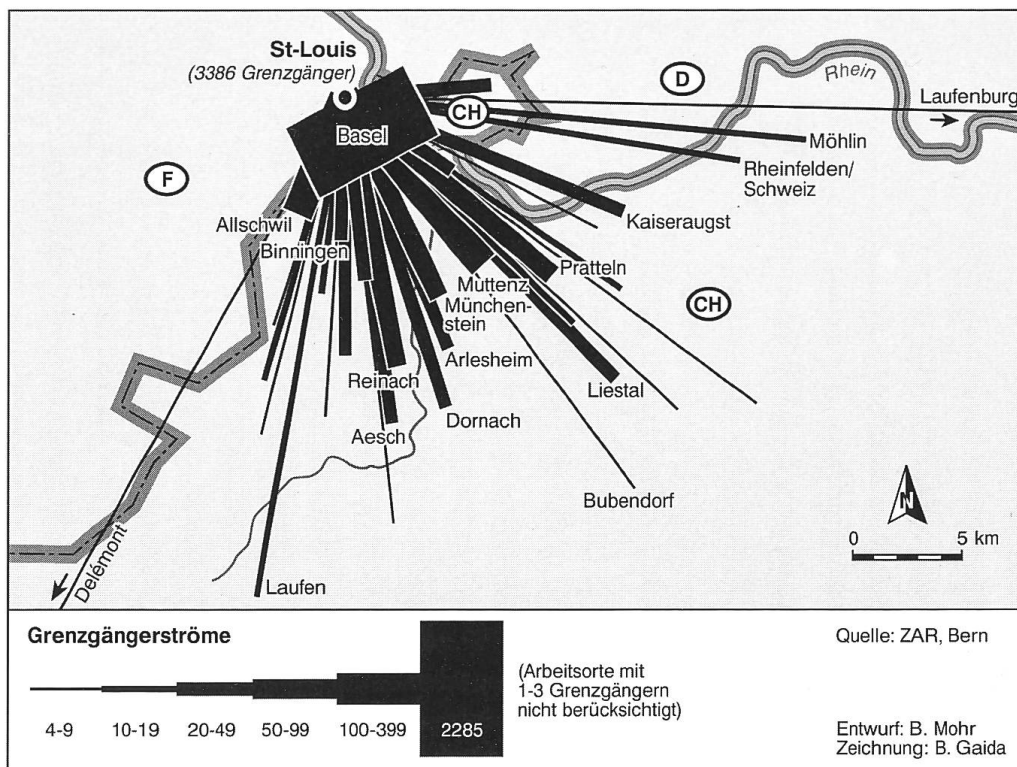 St-Louis
(3386 Grenzgänger)
D
Rhein
Laufenburg
Basel
CH
Möhlin
Rheinfelden/
Schweiz
F
Kaiseraugst
Allschwil
Binningen
Pratteln
Muttenz
München-
stein
CH
Arlesheim
Reinach
Liestal
Dornach
Aesch
Bubendorf
N
0 5 km
Delémont
Laufen
Grenzgängerströme
Quelle: ZAR, Bern
(Arbeitsorte mit
1-3 Grenzgängern
nicht berücksichtigt)
4-9 10-19 20-49 50-99 100-399 2285
Entwurf: B. Mohr
Zeichnung: B. Gaida